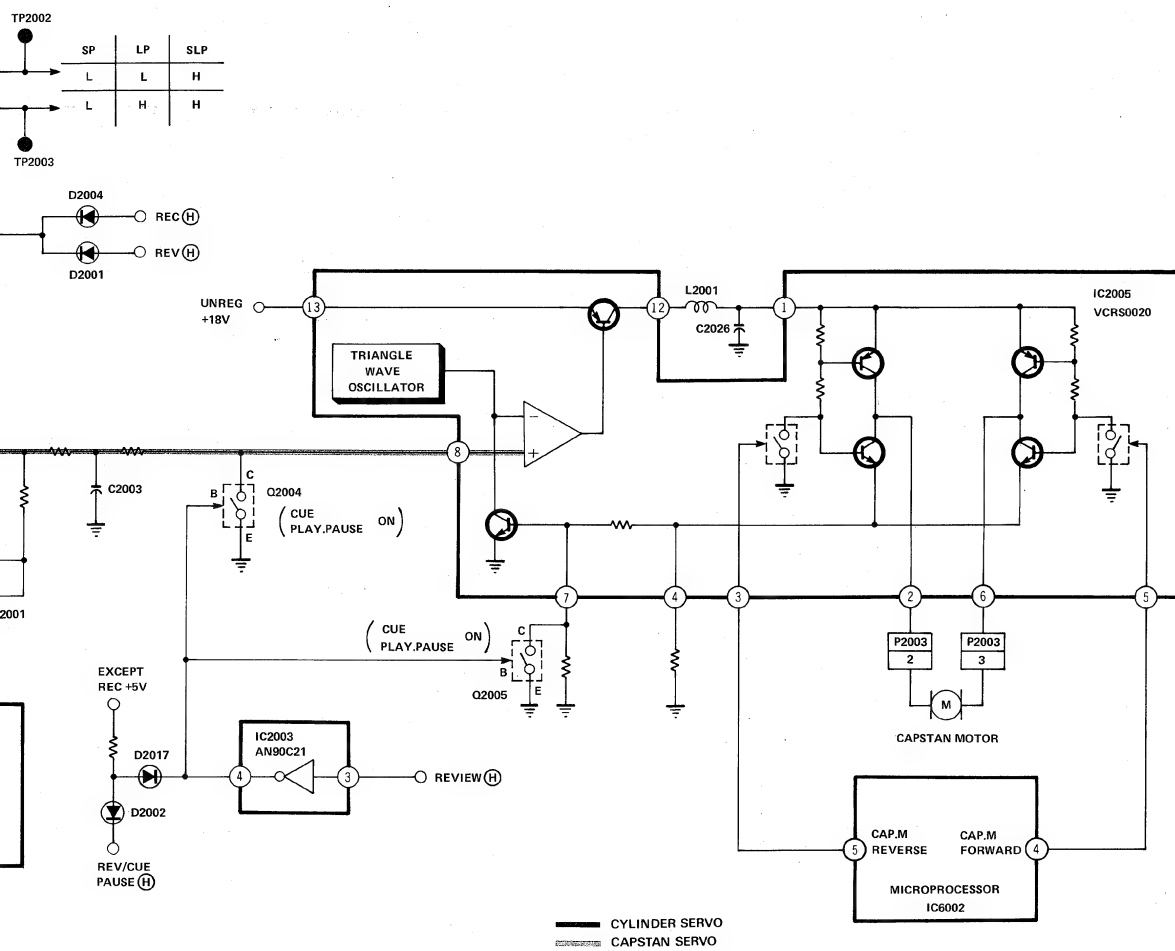 TP2002
SP LP SLP
L L H
L H H
TP2003
D2004
REC H
REV H
D2001
UNREG
+18V
13
12
L2001
C2026
1
IC2005
VCRS0020
TRIANGLE
WAVE
OSCILLATOR
−
+
8
C2003
C
B
E
Q2004
( CUE
PLAY.PAUSE ON )
2001
7
4
3
2
6
5
( CUE
PLAY.PAUSE ON )
C
B
E
Q2005
P2003
2
P2003
3
M
CAPSTAN MOTOR
EXCEPT
REC +5V
D2017
D2002
REV/CUE
PAUSE H
IC2003
AN90C21
4
3
REVIEW H
5
CAP.M
REVERSE
CAP.M
FORWARD
4
MICROPROCESSOR
IC6002
CYLINDER SERVO
CAPSTAN SERVO